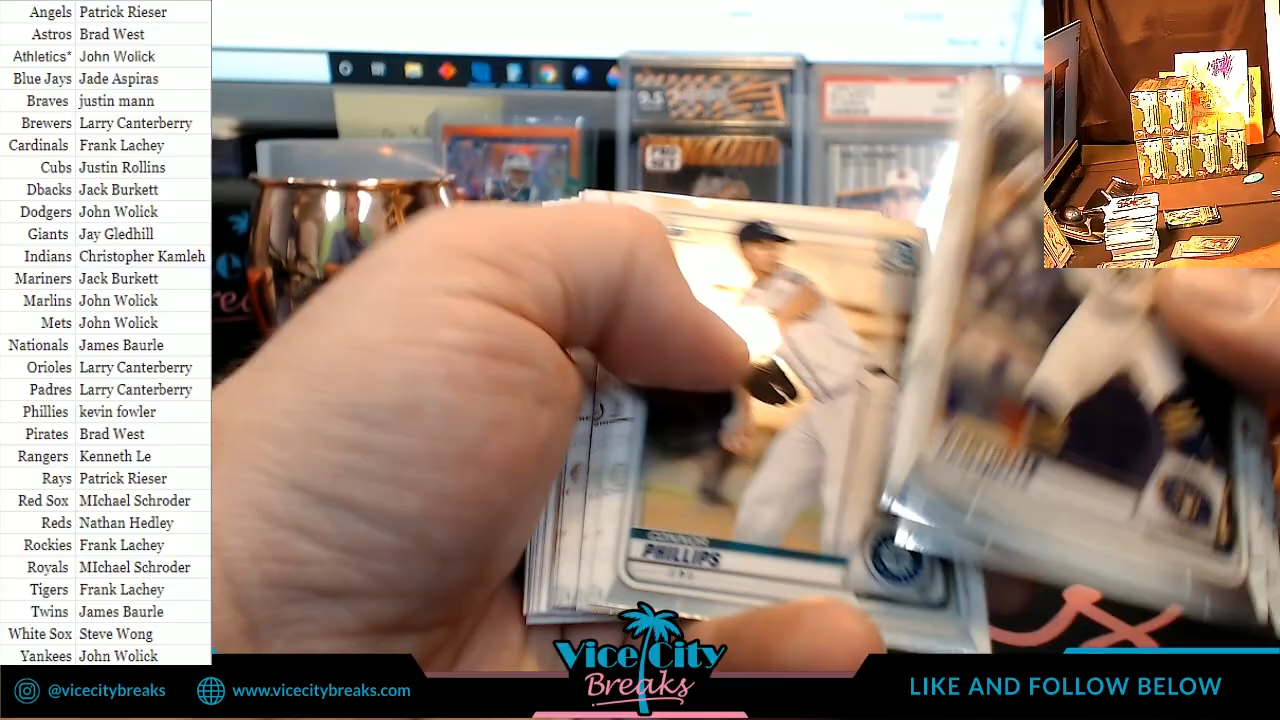 Angels Patrick Rieser
Astros Brad West
Athletics* John Wolick
Blue Jays Jade Aspiras
Braves justin mann
Brewers Larry Canterberry
Cardinals Frank Lachey
Cubs Justin Rollins
Dbacks Jack Burkett
Dodgers John Wolick
Giants Jay Gledhill
Indians Christopher Kamleh
Mariners Jack Burkett
Marlins John Wolick
Mets John Wolick
Nationals James Baurle
Orioles Larry Canterberry
Padres Larry Canterberry
Phillies kevin fowler
Pirates Brad West
Rangers Kenneth Le
Rays Patrick Rieser
Red Sox MIchael Schroder
Reds Nathan Hedley
Rockies Frank Lachey
Royals MIchael Schroder
Tigers Frank Lachey
Twins James Baurle
White Sox Steve Wong
Yankees John Wolick
9.5
PRO SET
CONNOR
PHILLIPS
Vice City
Breaks
@vicecitybreaks
www.vicecitybreaks.com
LIKE AND FOLLOW BELOW